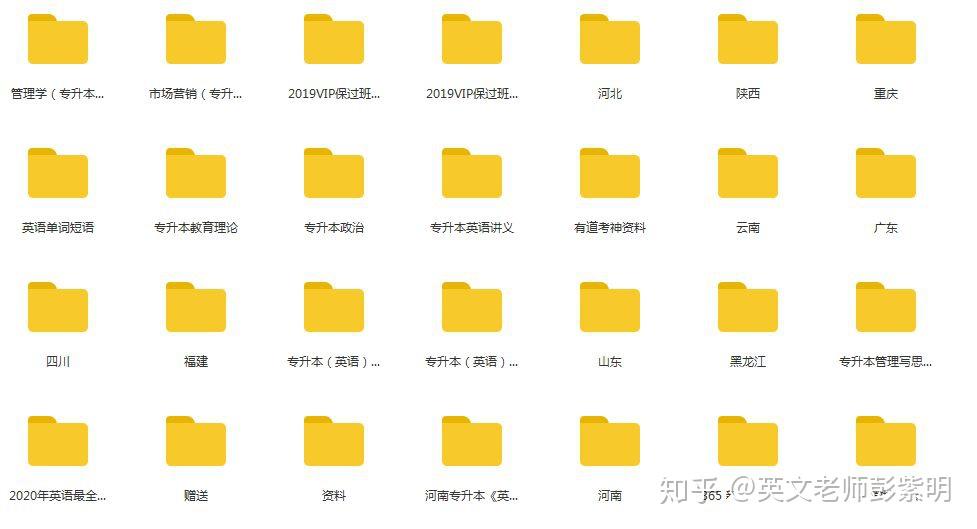 管理学（专升本...
市场营销（专升...
2019VIP保过班...
2019VIP保过班...
河北
陕西
重庆
英语单词短语
专升本教育理论
专升本政治
专升本英语讲义
有道考神资料
云南
广东
四川
福建
专升本（英语）...
专升本（英语）...
山东
黑龙江
专升本管理写思...
2020年英语最全...
赠送
资料
河南专升本《英...
河南
365
知乎 @英文老师彭紫明